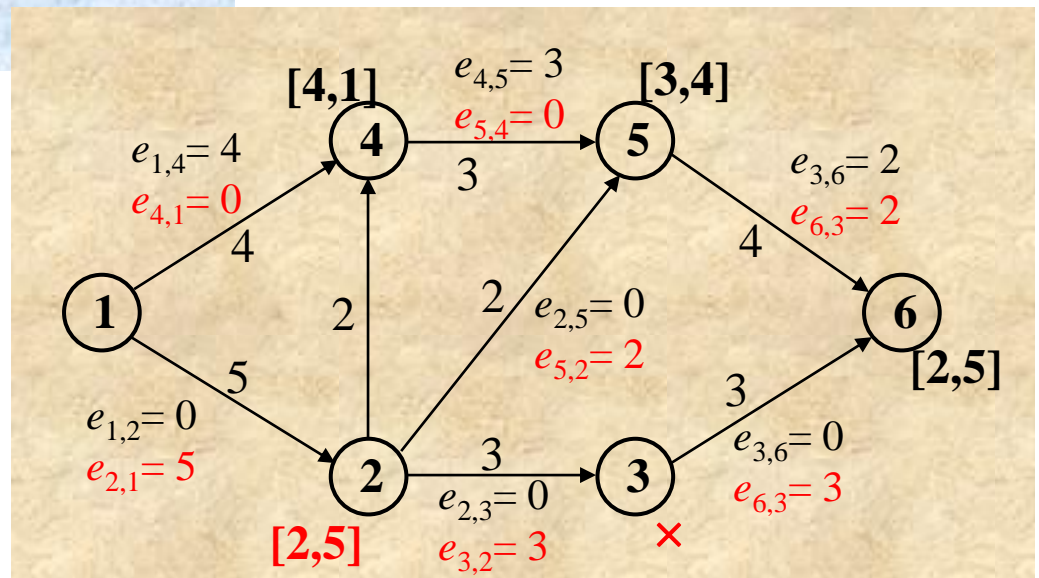 [4,1]
e4,5= 3
e5,4= 0
[3,4]
4
5
3
e1,4= 4
e4,1= 0
4
e3,6= 2
e6,3= 2
4
1
2
2
e2,5= 0
e5,2= 2
6
[2,5]
5
e1,2= 0
e2,1= 5
3
e3,6= 0
e6,3= 3
2
3
3
e2,3= 0
e3,2= 3
[2,5]
×